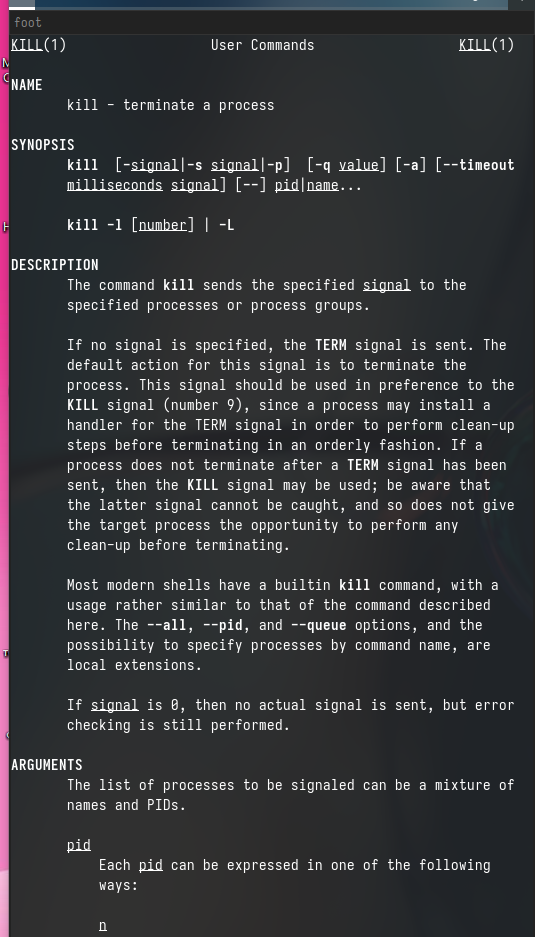 foot
KILL(1) User Commands KILL(1)
NAME
kill - terminate a process
SYNOPSIS
kill [-signal|-s signal|-p] [-q value] [-a] [--timeout
milliseconds signal] [--] pid|name...
kill -l [number] | -L
DESCRIPTION
The command kill sends the specified signal to the
specified processes or process groups.
If no signal is specified, the TERM signal is sent. The
default action for this signal is to terminate the
process. This signal should be used in preference to the
KILL signal (number 9), since a process may install a
handler for the TERM signal in order to perform clean-up
steps before terminating in an orderly fashion. If a
process does not terminate after a TERM signal has been
sent, then the KILL signal may be used; be aware that
the latter signal cannot be caught, and so does not give
the target process the opportunity to perform any
clean-up before terminating.
Most modern shells have a builtin kill command, with a
usage rather similar to that of the command described
here. The --all, --pid, and --queue options, and the
possibility to specify processes by command name, are
local extensions.
If signal is 0, then no actual signal is sent, but error
checking is still performed.
ARGUMENTS
The list of processes to be signaled can be a mixture of
names and PIDs.
pid
Each pid can be expressed in one of the following
ways:
n